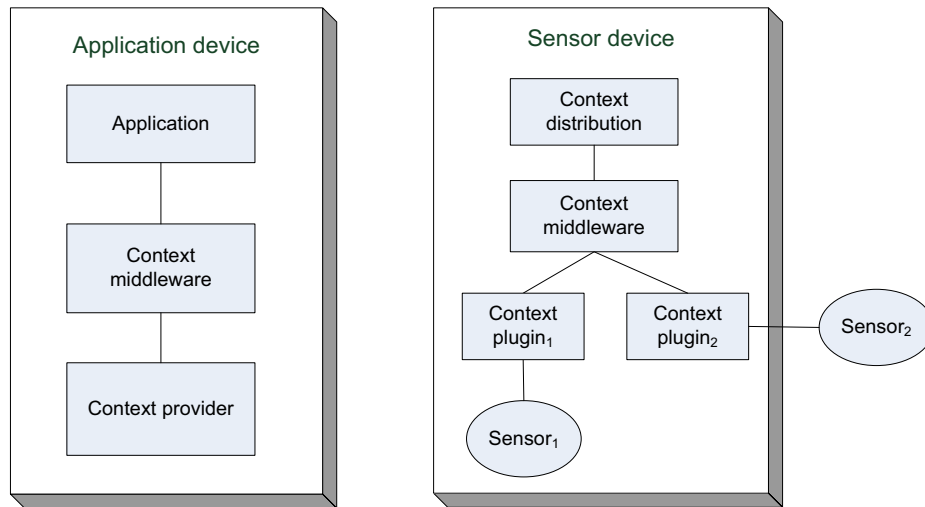 Application device
Application
Context
middleware
Context provider
Sensor device
Context
distribution
Context
middleware
Context
plugin₁
Context
plugin₂
Sensor₁
Sensor₂